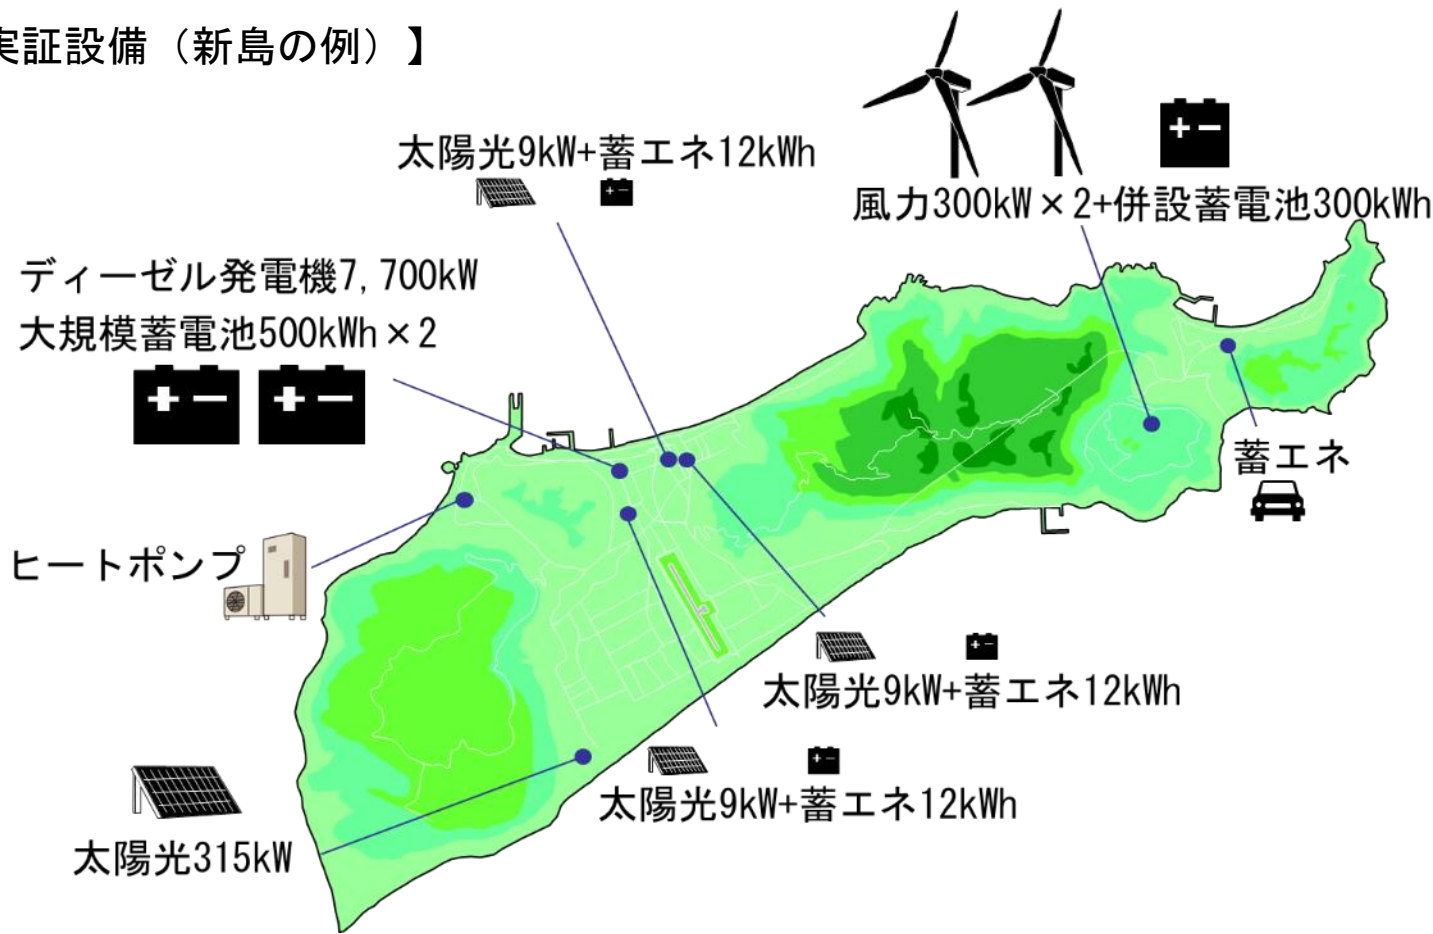 実証設備（新島の例）】
太陽光9kW+蓄エネ12kWh
風力300kW×2+併設蓄電池300kWh
ディーゼル発電機7,700kW
大規模蓄電池500kWh×2
蓄エネ
ヒートポンプ
太陽光9kW+蓄エネ12kWh
太陽光9kW+蓄エネ12kWh
太陽光315kW